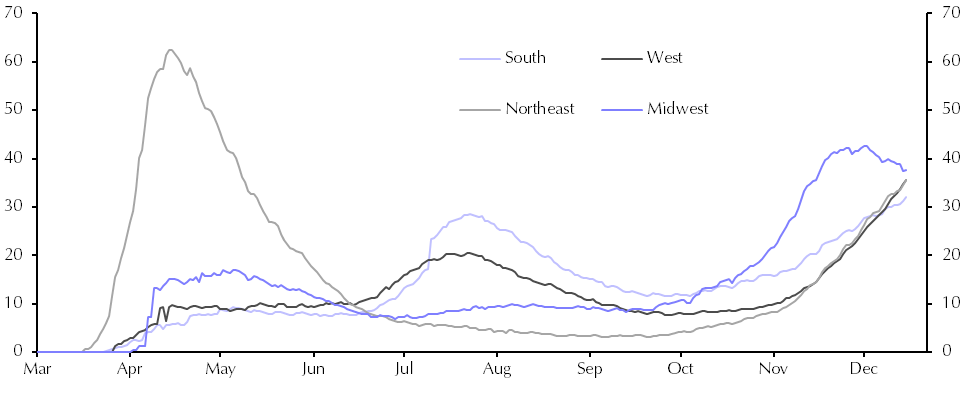 70 70
60 60
South West
50 50
Northeast Midwest
40 40
30 30
20 20
10 10
0 0
Mar Apr May Jun Jul Aug Sep Oct Nov Dec